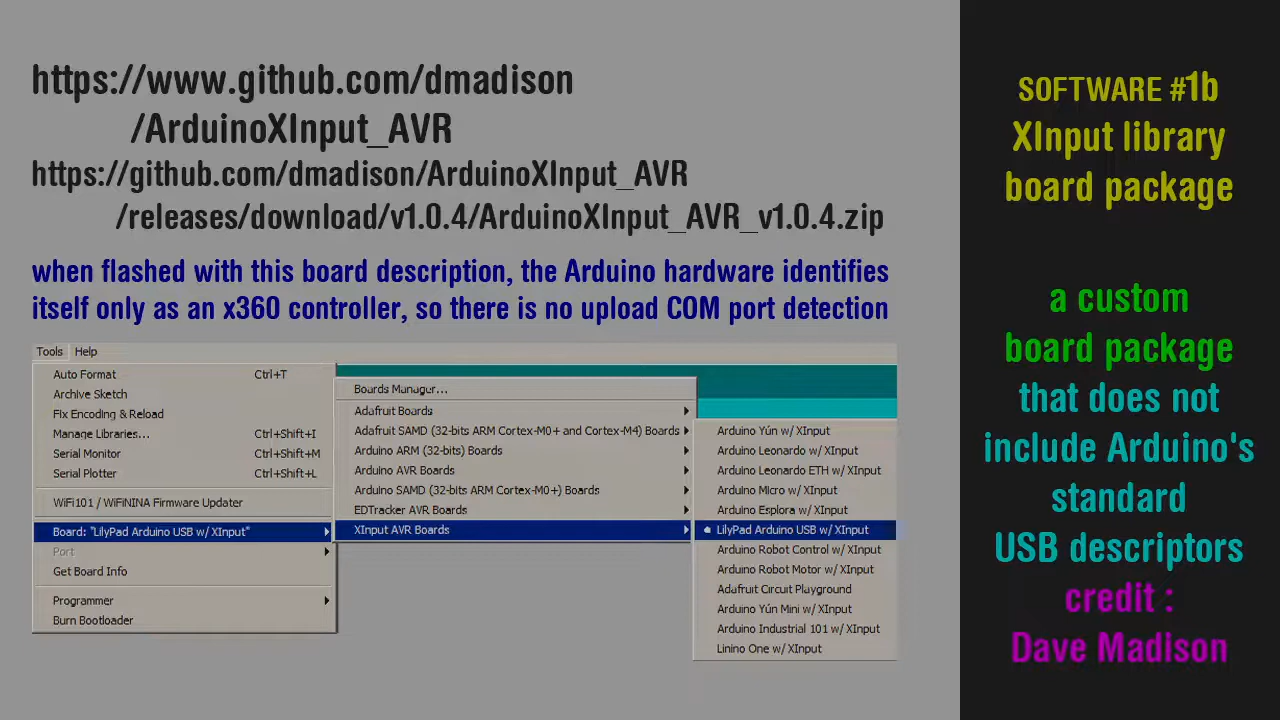 https://www.github.com/dmadison
/ArduinoXInput_AVR
https://github.com/dmadison/ArduinoXInput_AVR
/releases/download/v1.0.4/ArduinoXInput_AVR_v1.0.4.zip
when flashed with this board description, the Arduino hardware identifies
itself only as an x360 controller, so there is no upload COM port detection
Tools Help
Auto Format Ctrl+T
Archive Sketch
Fix Encoding & Reload
Manage Libraries... Ctrl+Shift+I
Serial Monitor Ctrl+Shift+M
Serial Plotter Ctrl+Shift+L
WiFi101 / WiFiNINA Firmware Updater
Board: "LilyPad Arduino USB w/ XInput"
Port
Get Board Info
Programmer
Burn Bootloader
Boards Manager...
Adafruit Boards
Adafruit SAMD (32-bits ARM Cortex-M0+ and Cortex-M4) Boards
Arduino ARM (32-bits) Boards
Arduino AVR Boards
Arduino SAMD (32-bits ARM Cortex-M0+) Boards
EDTracker AVR Boards
XInput AVR Boards
Arduino Yún w/ XInput
Arduino Leonardo w/ XInput
Arduino Leonardo ETH w/ XInput
Arduino Micro w/ XInput
Arduino Esplora w/ XInput
LilyPad Arduino USB w/ XInput
Arduino Robot Control w/ XInput
Arduino Robot Motor w/ XInput
Adafruit Circuit Playground
Arduino Yún Mini w/ XInput
Arduino Industrial 101 w/ XInput
Linino One w/ XInput
SOFTWARE #1b
XInput library
board package
a custom
board package
that does not
include Arduino's
standard
USB descriptors
credit :
Dave Madison